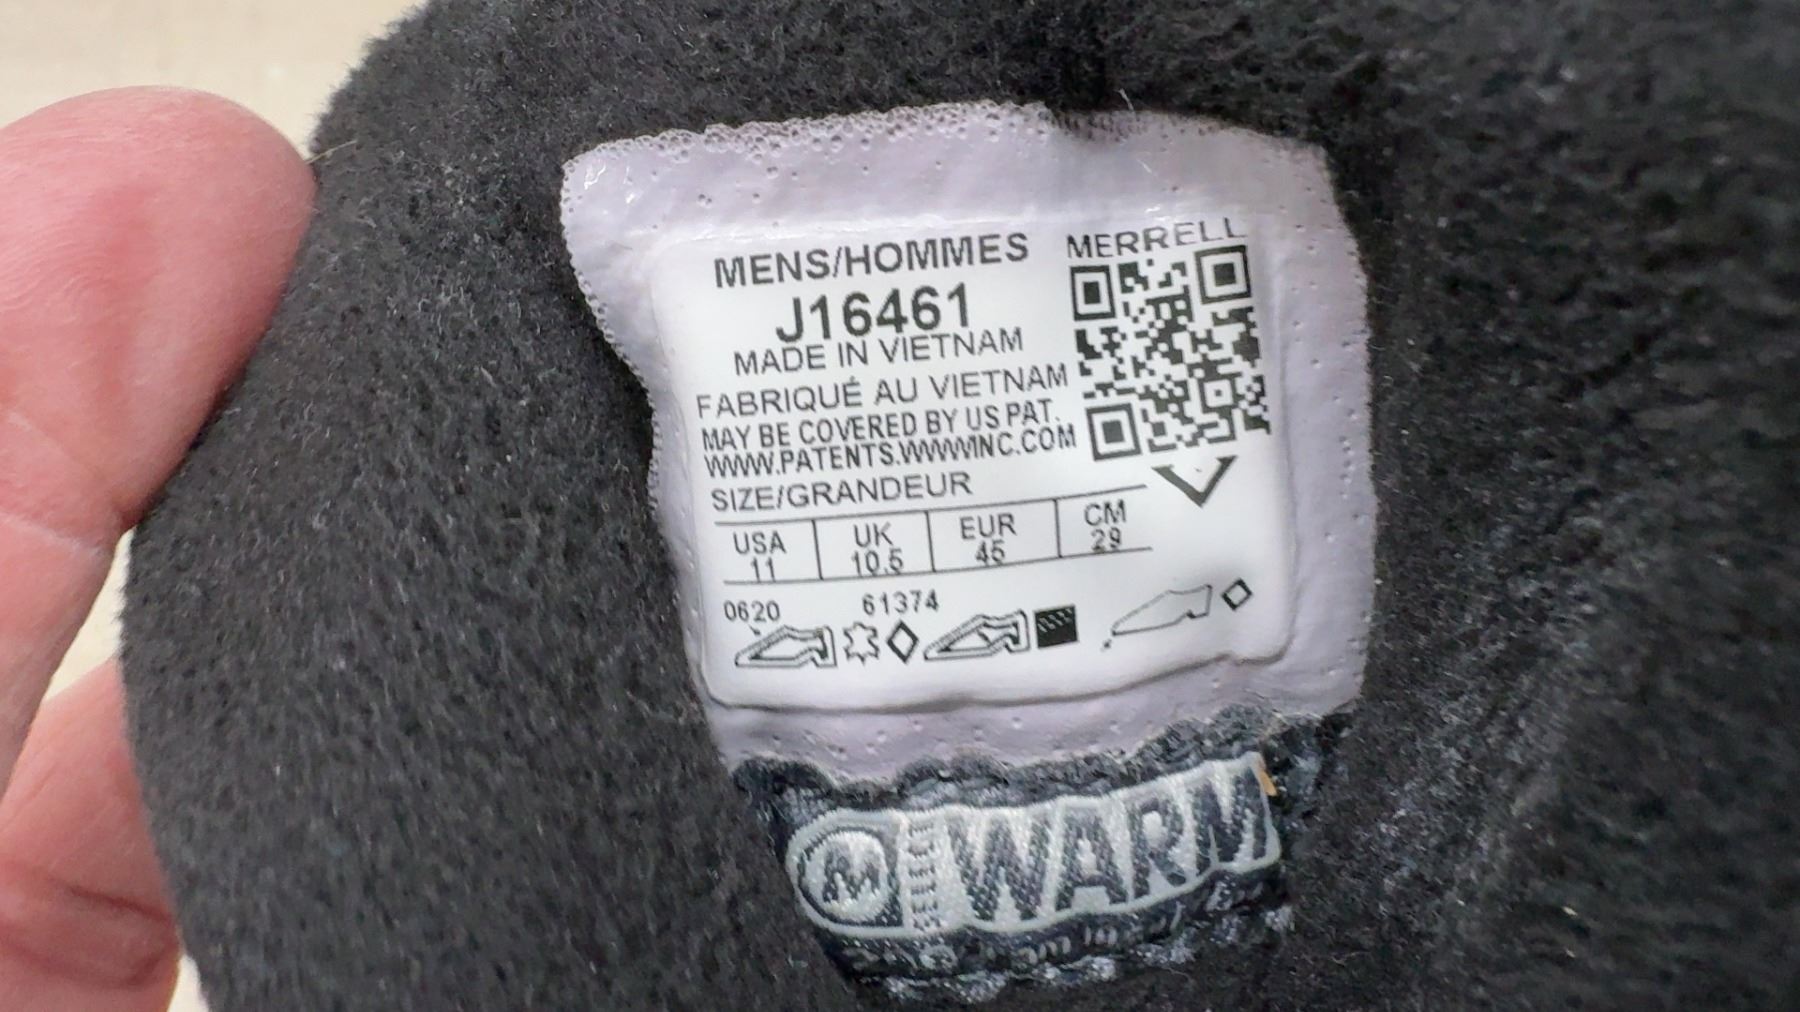 MENS/HOMMES
J16461
MADE IN VIETNAM
FABRIQUÉ AU VIETNAM
MAY BE COVERED BY US PAT.
WWW.PATENTS.WWWINC.COM
MERRELL
SIZE/GRANDEUR
USA UK EUR CM
11 10.5 45 29
0620 61374
M SELECT WARM